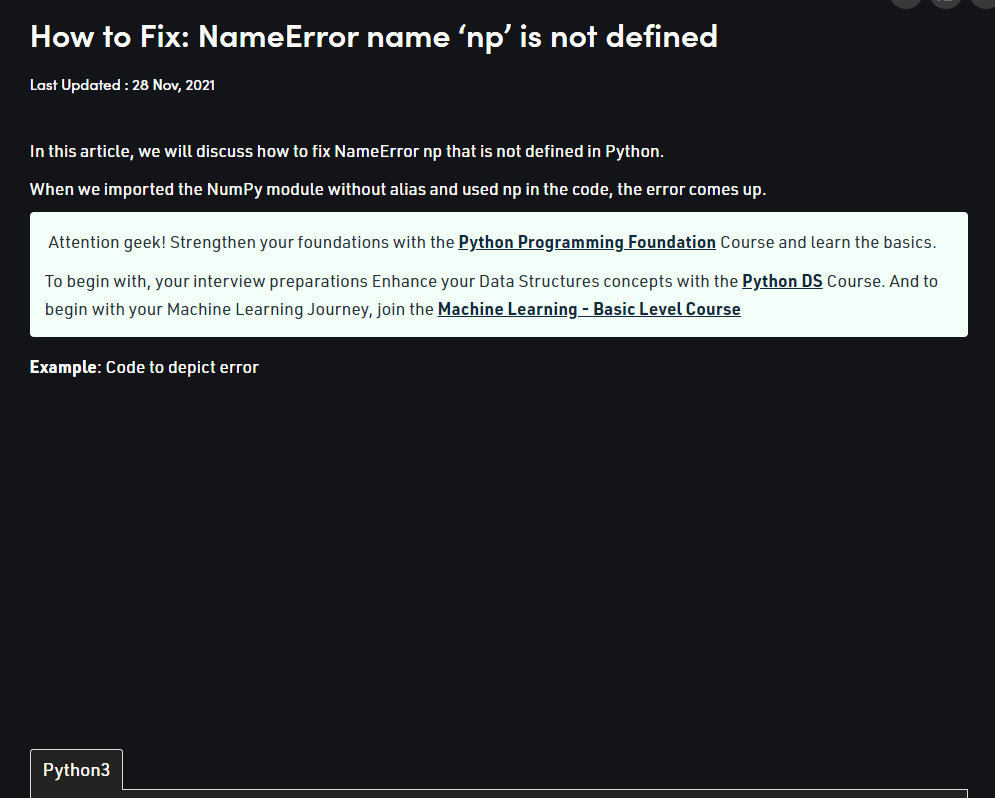 How to Fix: NameError name ‘np’ is not defined
Last Updated : 28 Nov, 2021
In this article, we will discuss how to fix NameError np that is not defined in Python.
When we imported the NumPy module without alias and used np in the code, the error comes up.
Attention geek! Strengthen your foundations with the Python Programming Foundation Course and learn the basics.
To begin with, your interview preparations Enhance your Data Structures concepts with the Python DS Course. And to
begin with your Machine Learning Journey, join the Machine Learning - Basic Level Course
Example: Code to depict error
Python3